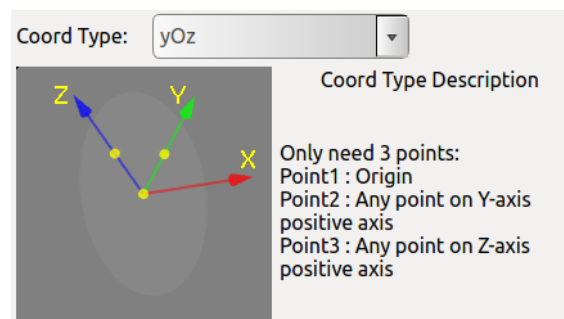 Coord Type:
yOz
Coord Type Description
Z
Y
X
Only need 3 points:
Point1 : Origin
Point2 : Any point on Y-axis
positive axis
Point3 : Any point on Z-axis
positive axis